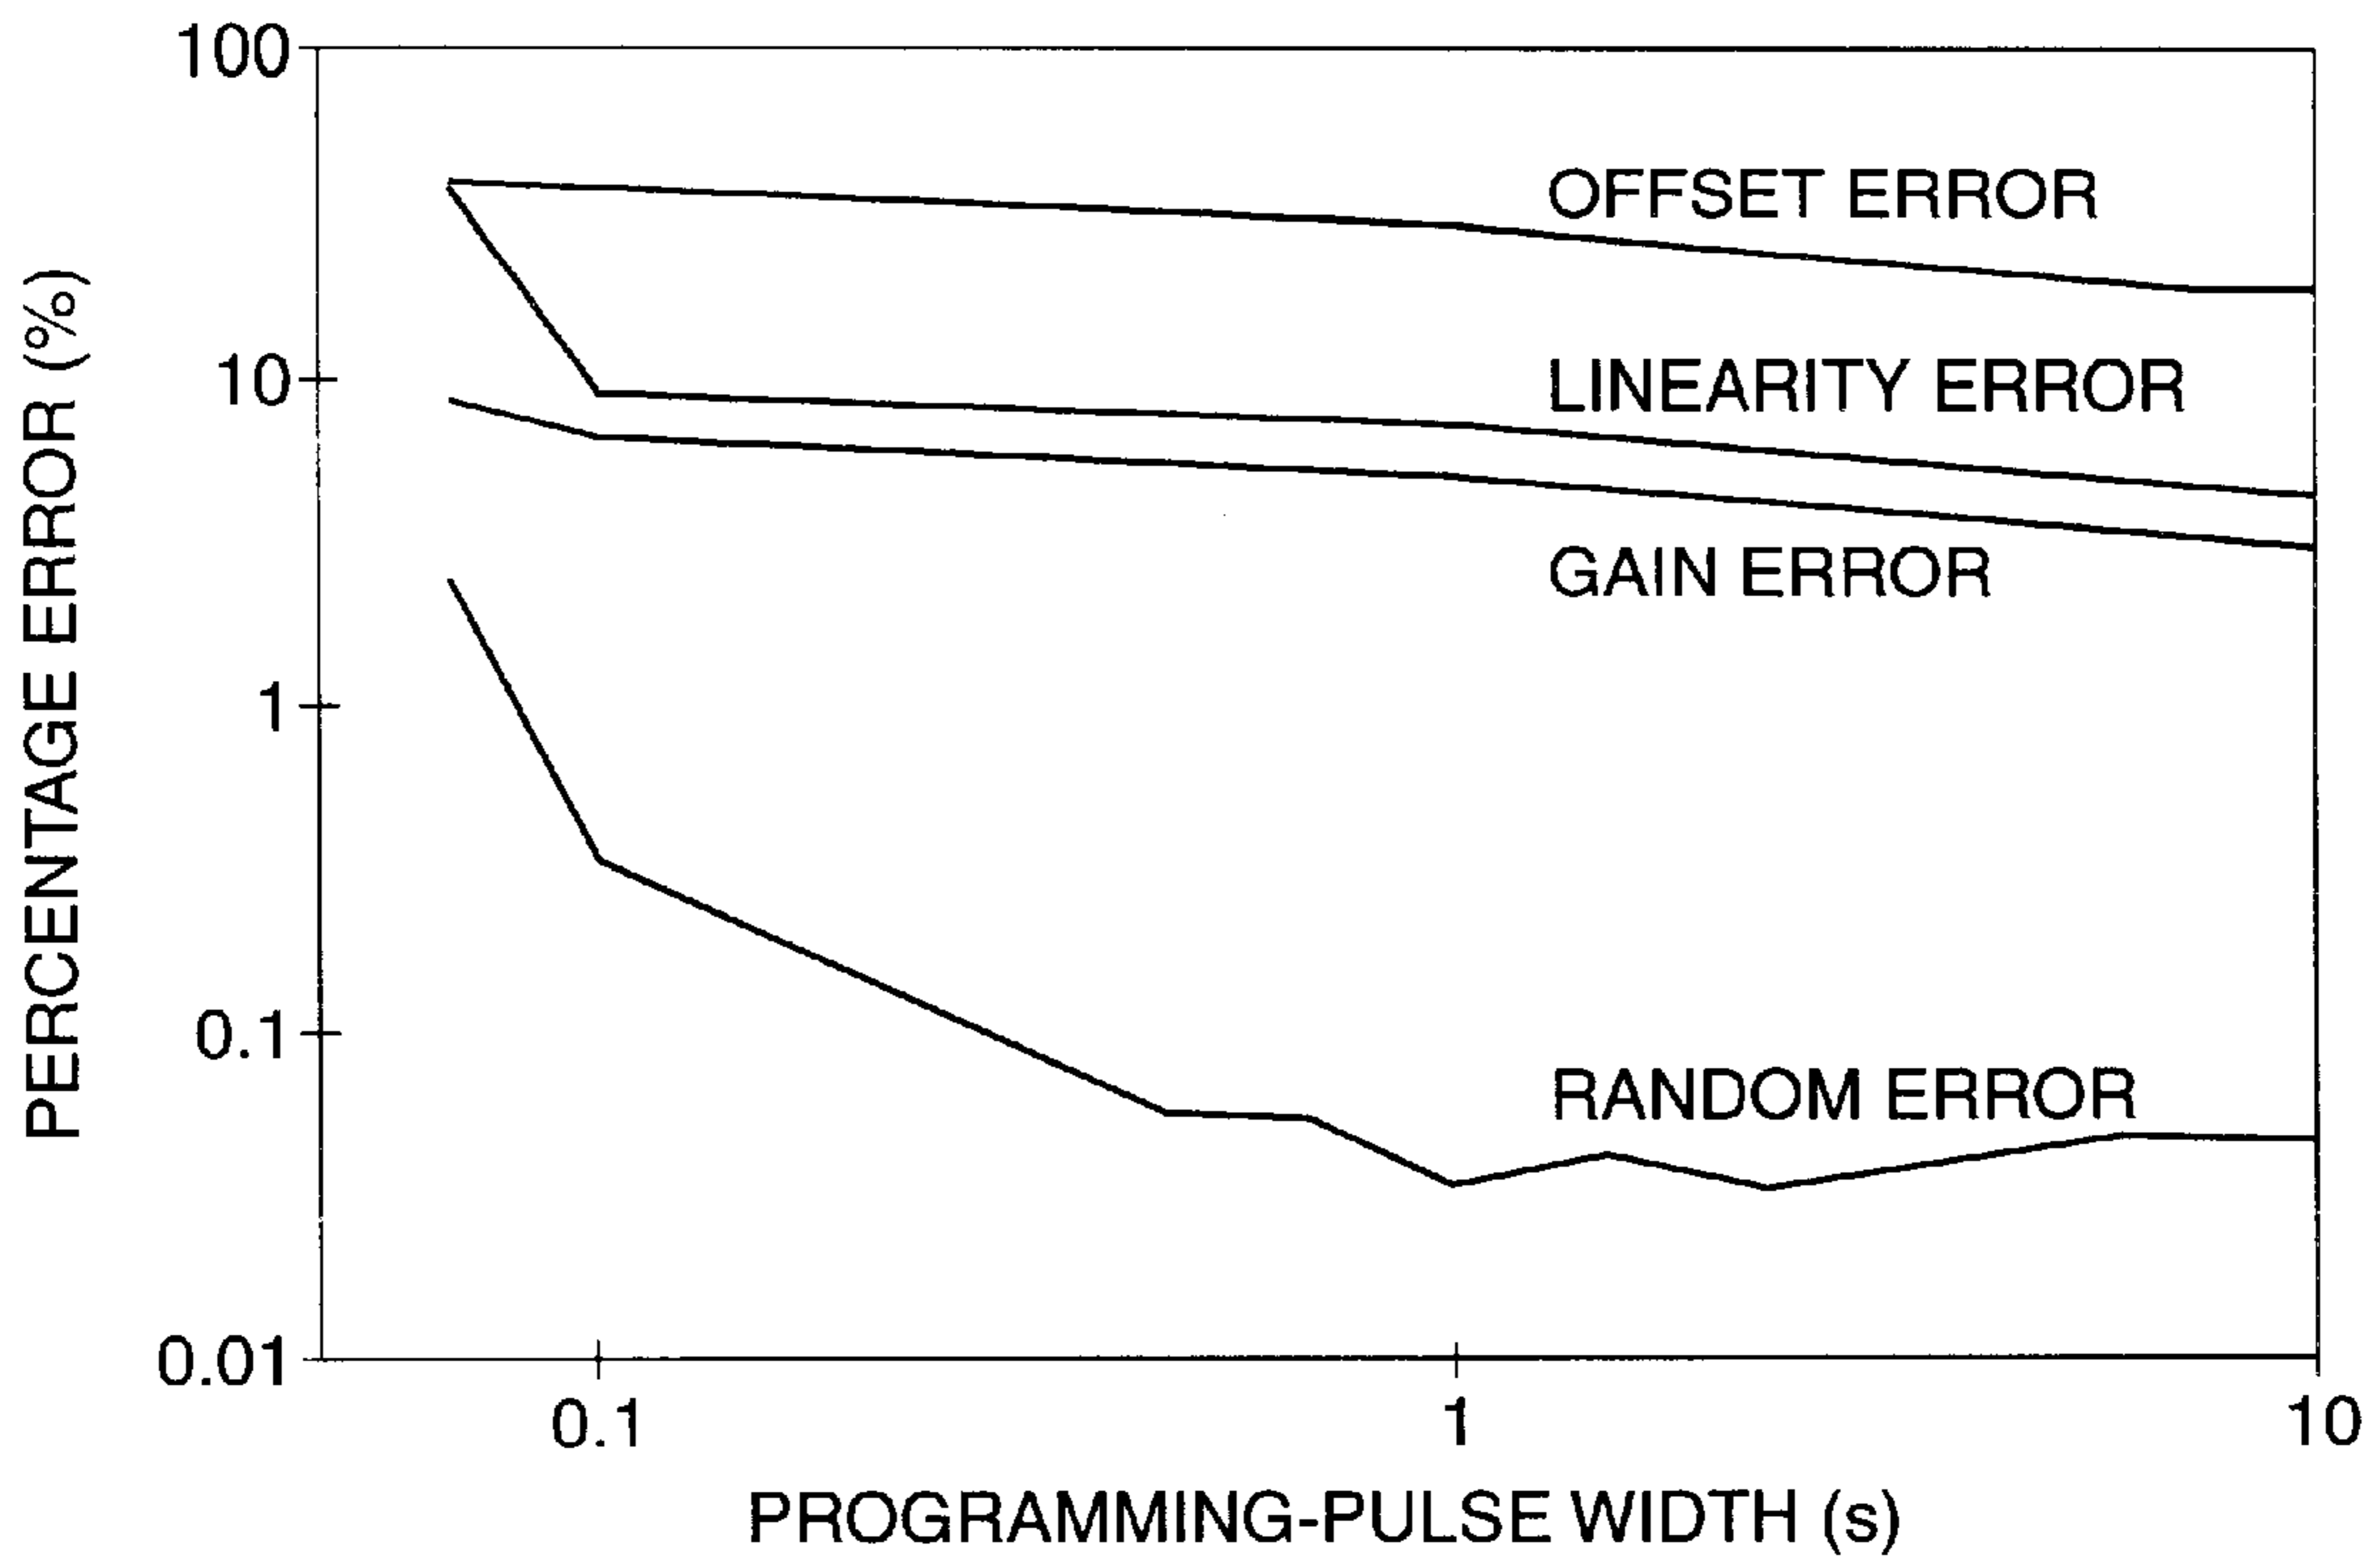 100
OFFSET ERROR
10
LINEARITY ERROR
GAIN ERROR
1
0.1
RANDOM ERROR
0.01
0.1
1
10
PERCENTAGE ERROR (%)
PROGRAMMING-PULSE WIDTH (s)